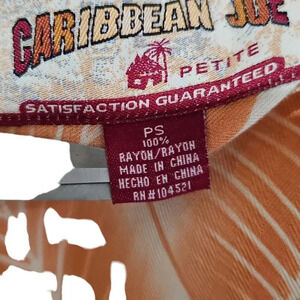 CARIBBEAN JOE
PETITE
SATISFACTION GUARANTEED
PS
100%
RAYON/RAYON
MADE IN CHINA
HECHO EN CHINA
RN#104521